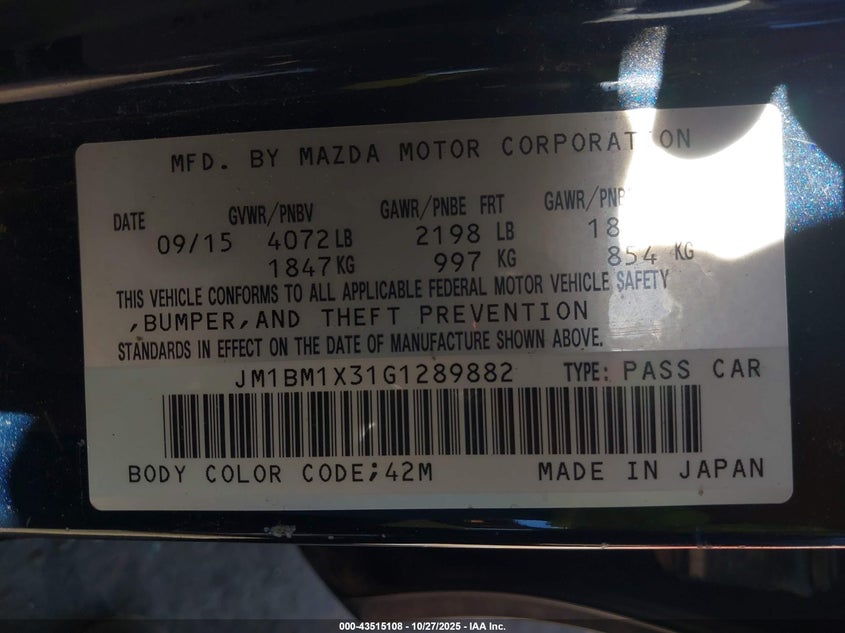 MFD. BY MAZDA MOTOR CORPORAT ON
DATE GVWR/PNBV GAWR/PNBE FRT GAWR/PNB
09/15 4072 LB 2198 LB 18
1847 KG 997 KG 854 KG
THIS VEHICLE CONFORMS TO ALL APPLICABLE FEDERAL MOTOR VEHICLE SAFETY
,BUMPER,AND THEFT PREVENTION
STANDARDS IN EFFECT ON THE DATE OF MANUFACTURE SHOWN ABOVE.
JM1BM1X31G1289882 TYPE: PASS CAR
BODY COLOR CODE;42M MADE IN JAPAN
000-43515108 - 10/27/2025 - IAA Inc.